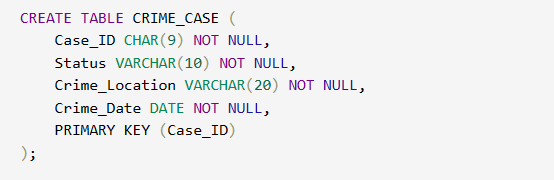 CREATE TABLE CRIME_CASE (
    Case_ID CHAR(9) NOT NULL,
    Status VARCHAR(10) NOT NULL,
    Crime_Location VARCHAR(20) NOT NULL,
    Crime_Date DATE NOT NULL,
    PRIMARY KEY (Case_ID)
);